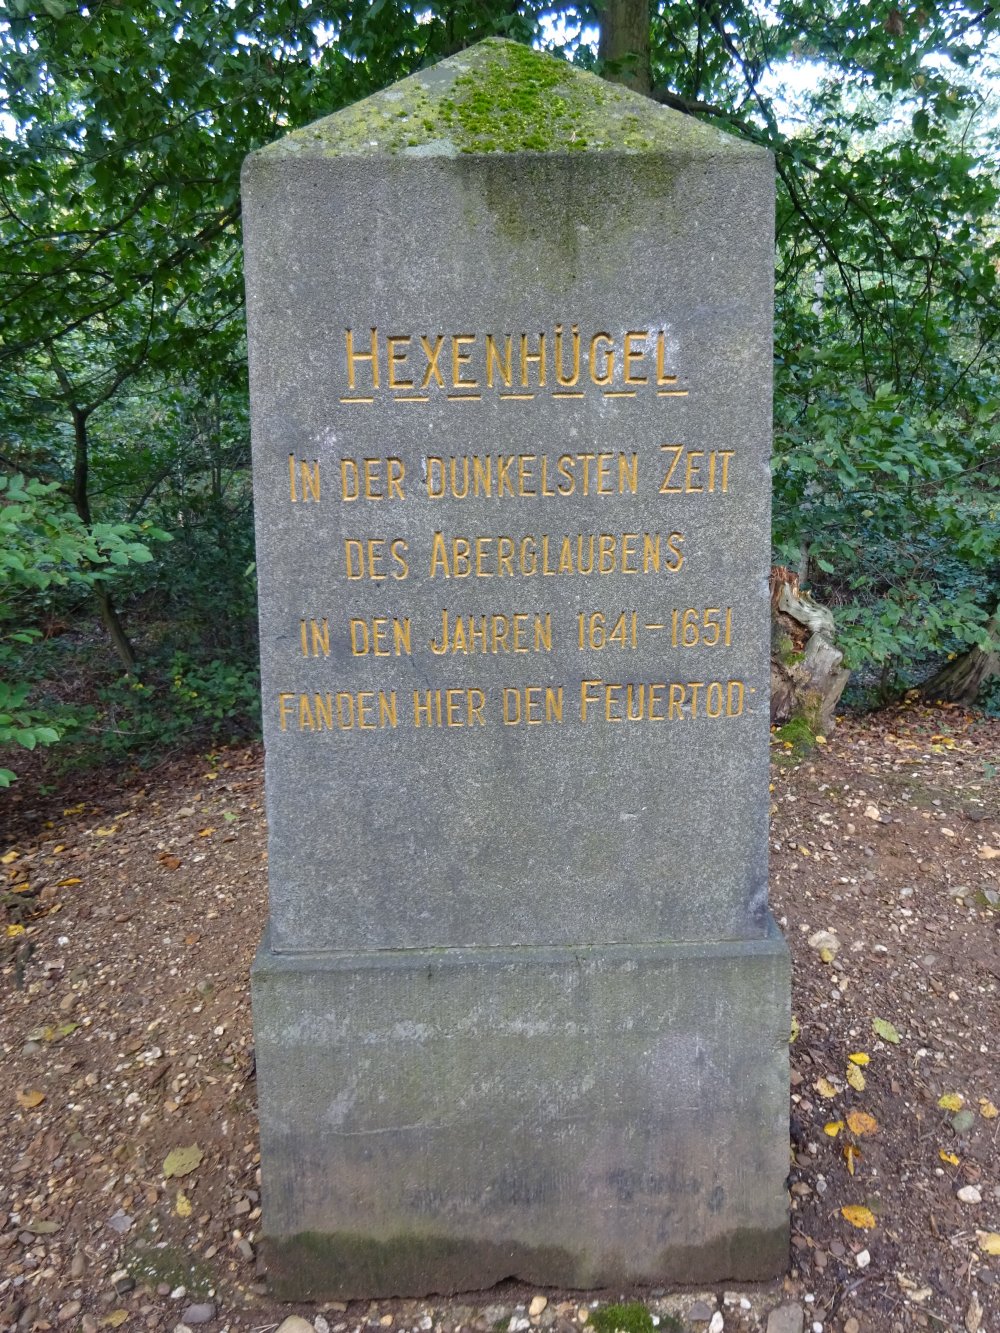 HEXENHÜGEL
IN DER DUNKELSTEN ZEIT
DES ABERGLAUBENS
IN DEN JAHREN 1641-1651
FANDEN HIER DEN FEUERTOD: